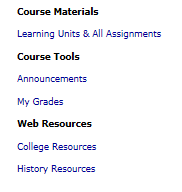 Course Materials
Learning Units & All Assignments
Course Tools
Announcements
My Grades
Web Resources
College Resources
History Resources